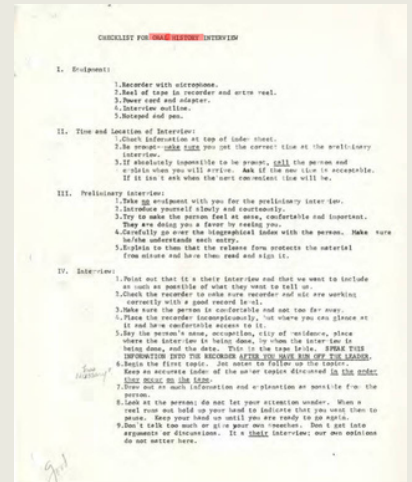 CHECKLIST FOR ORAL HISTORY INTERVIEW
I. Equipment:
1.Recorder with microphone.
2.Reel of tape in recorder and extra reel.
3.Power cord and adapter.
4.Interview outline.
5.Notepad and pen.
II. Time and Location of Interview:
1.Check information at top of index sheet.
2.Be prompt--make sure you get the correct time at the preliminary
interview.
3.If absolutely impossible to be prompt, call the person and
explain when you will arrive. Ask if the new time is acceptable.
If it isn't ask when the next convenient time will be.
III. Preliminary interview:
1.Take no equipment with you for the preliminary interview.
2.Introduce yourself slowly and courteously.
3.Try to make the person feel at ease, comfortable and important.
They are doing you a favor by seeing you.
4.Carefully go over the biographical index with the person. Make sure
he/she understands each entry.
5.Explain to them that the release form protects the material
from misuse and have them read and sign it.
IV. Interview:
1.Point out that it is their interview and that we want to include
as much as possible of what they want to tell us.
2.Check the recorder to make sure recorder and mic are working
correctly with a good record level.
3.Make sure the person is comfortable and not too far away.
4.Place the recorder inconspicuously, but where you can glance at
it and have comfortable access to it.
5.Say the person's name, occupation, city of residence, place
where the interview is being done, by whom the interview is
being done, and the date. This is the tape lable. SPEAK THIS
INFORMATION INTO THE RECORDER AFTER YOU HAVE RUN OFF THE LEADER.
6.Begin the first topic. Jot notes to follow up the topics.
Keep an accurate index of the major topics discussed in the order
they occur on the tape.
7.Draw out as much information and explanation as possible from the
person.
8.Look at the person; do not let your attention wander. When a
reel runs out hold up your hand to indicate that you want them to
pause. Keep your hand up until you are ready to go again.
9.Don't talk too much or give your own speeches. Don't get into
arguments or discussions. It is their interview; our own opinions
do not matter here.